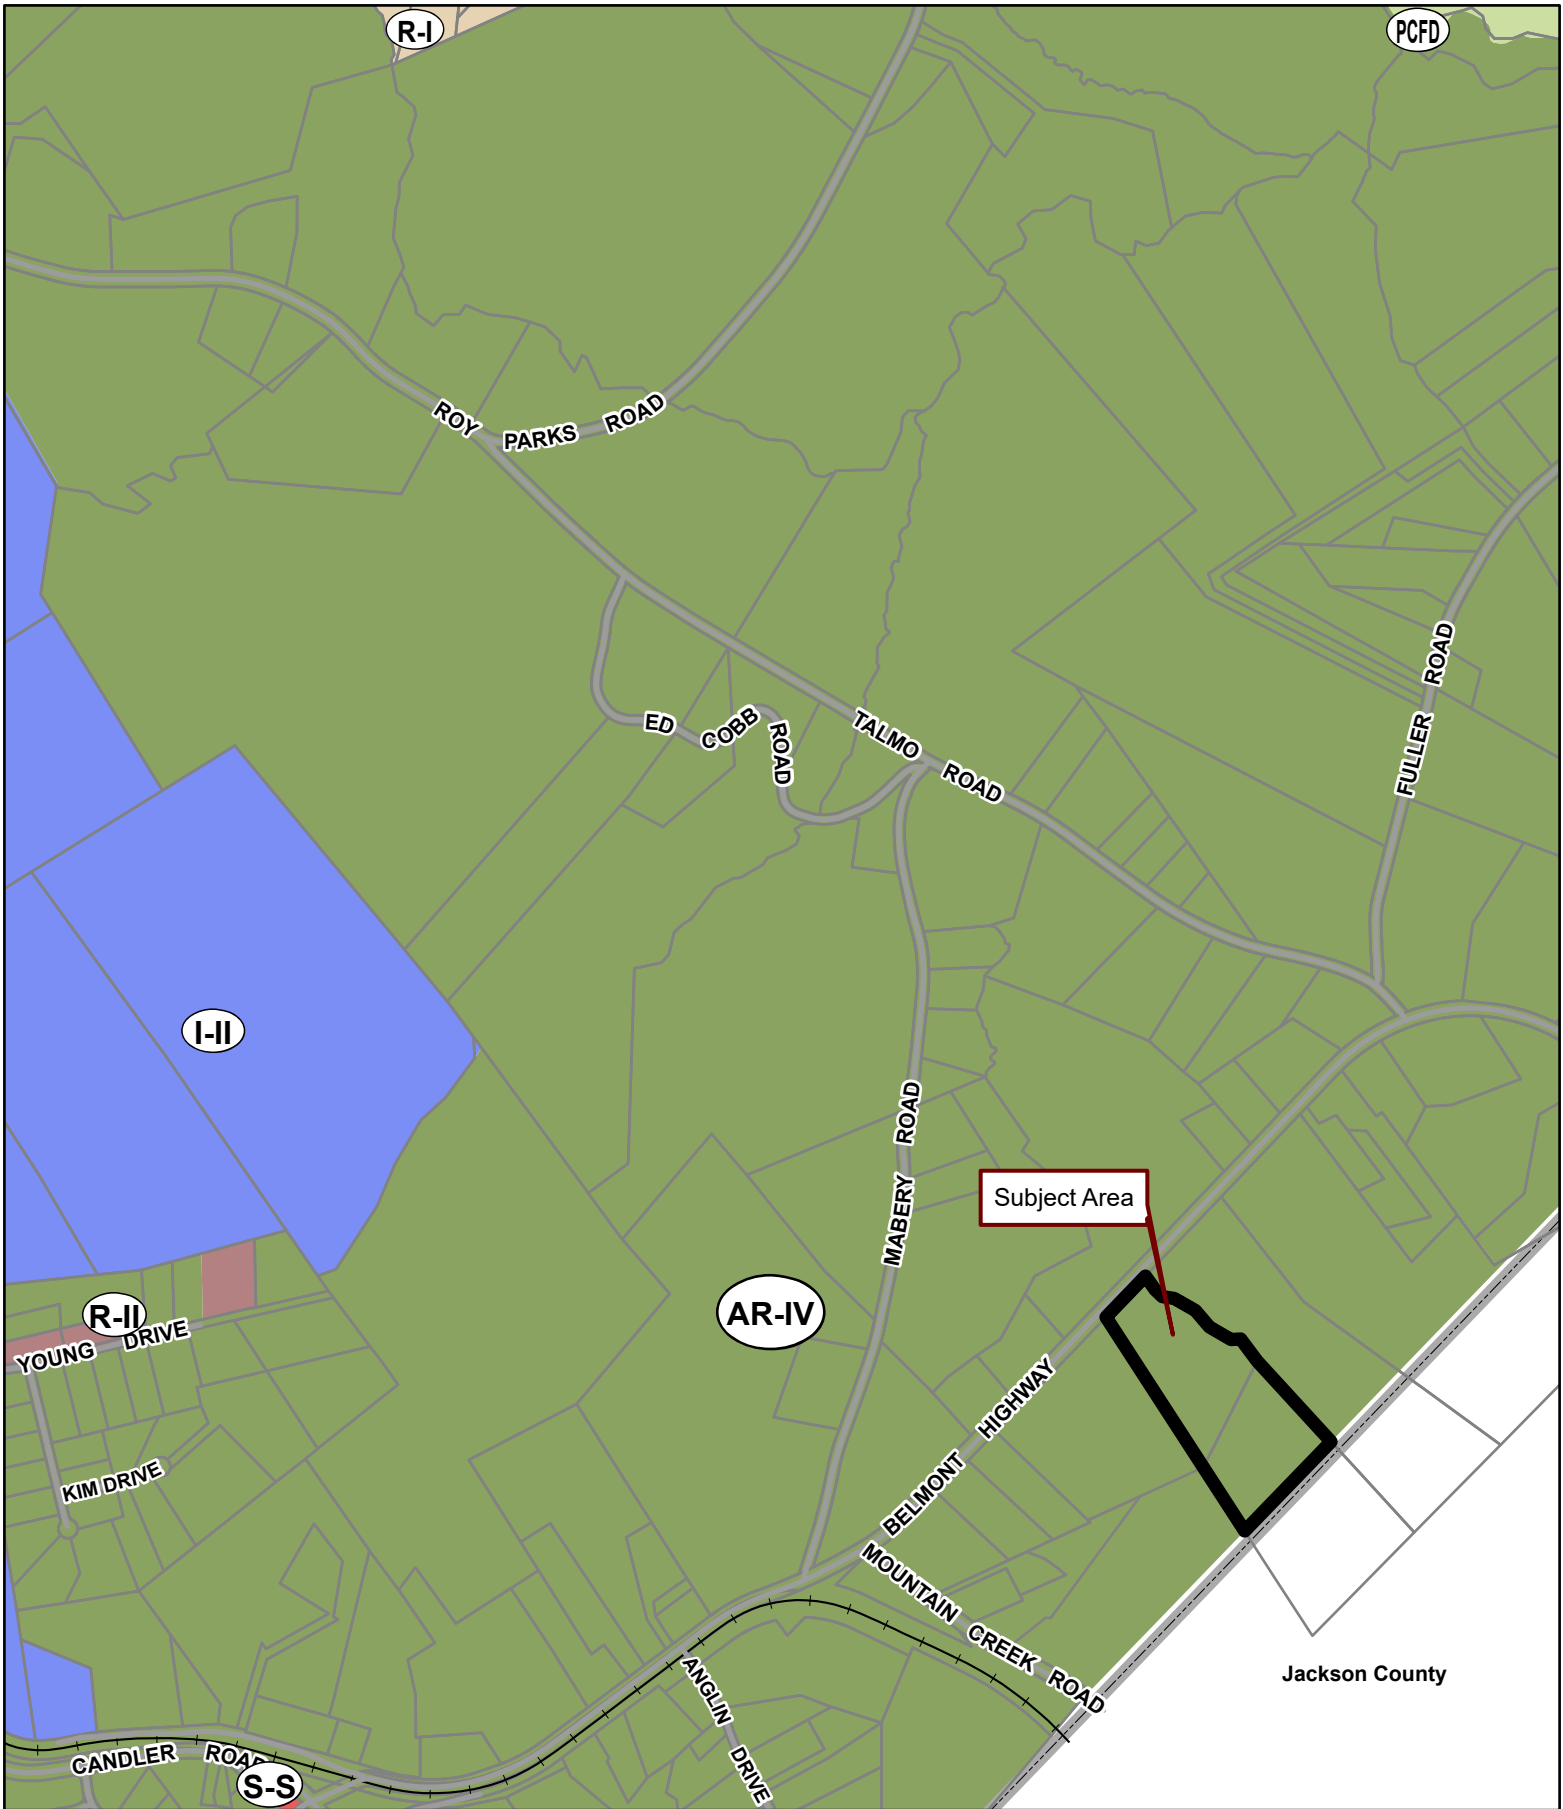 R-I
PCFD
ROY PARKS ROAD
ED COBB ROAD
TALMO ROAD
FULLER ROAD
I-II
MABERY ROAD
Subject Area
AR-IV
R-II
YOUNG DRIVE
BELMONT HIGHWAY
KIM DRIVE
MOUNTAIN CREEK ROAD
Jackson County
ANGLIN DRIVE
CANDLER ROAD
S-S